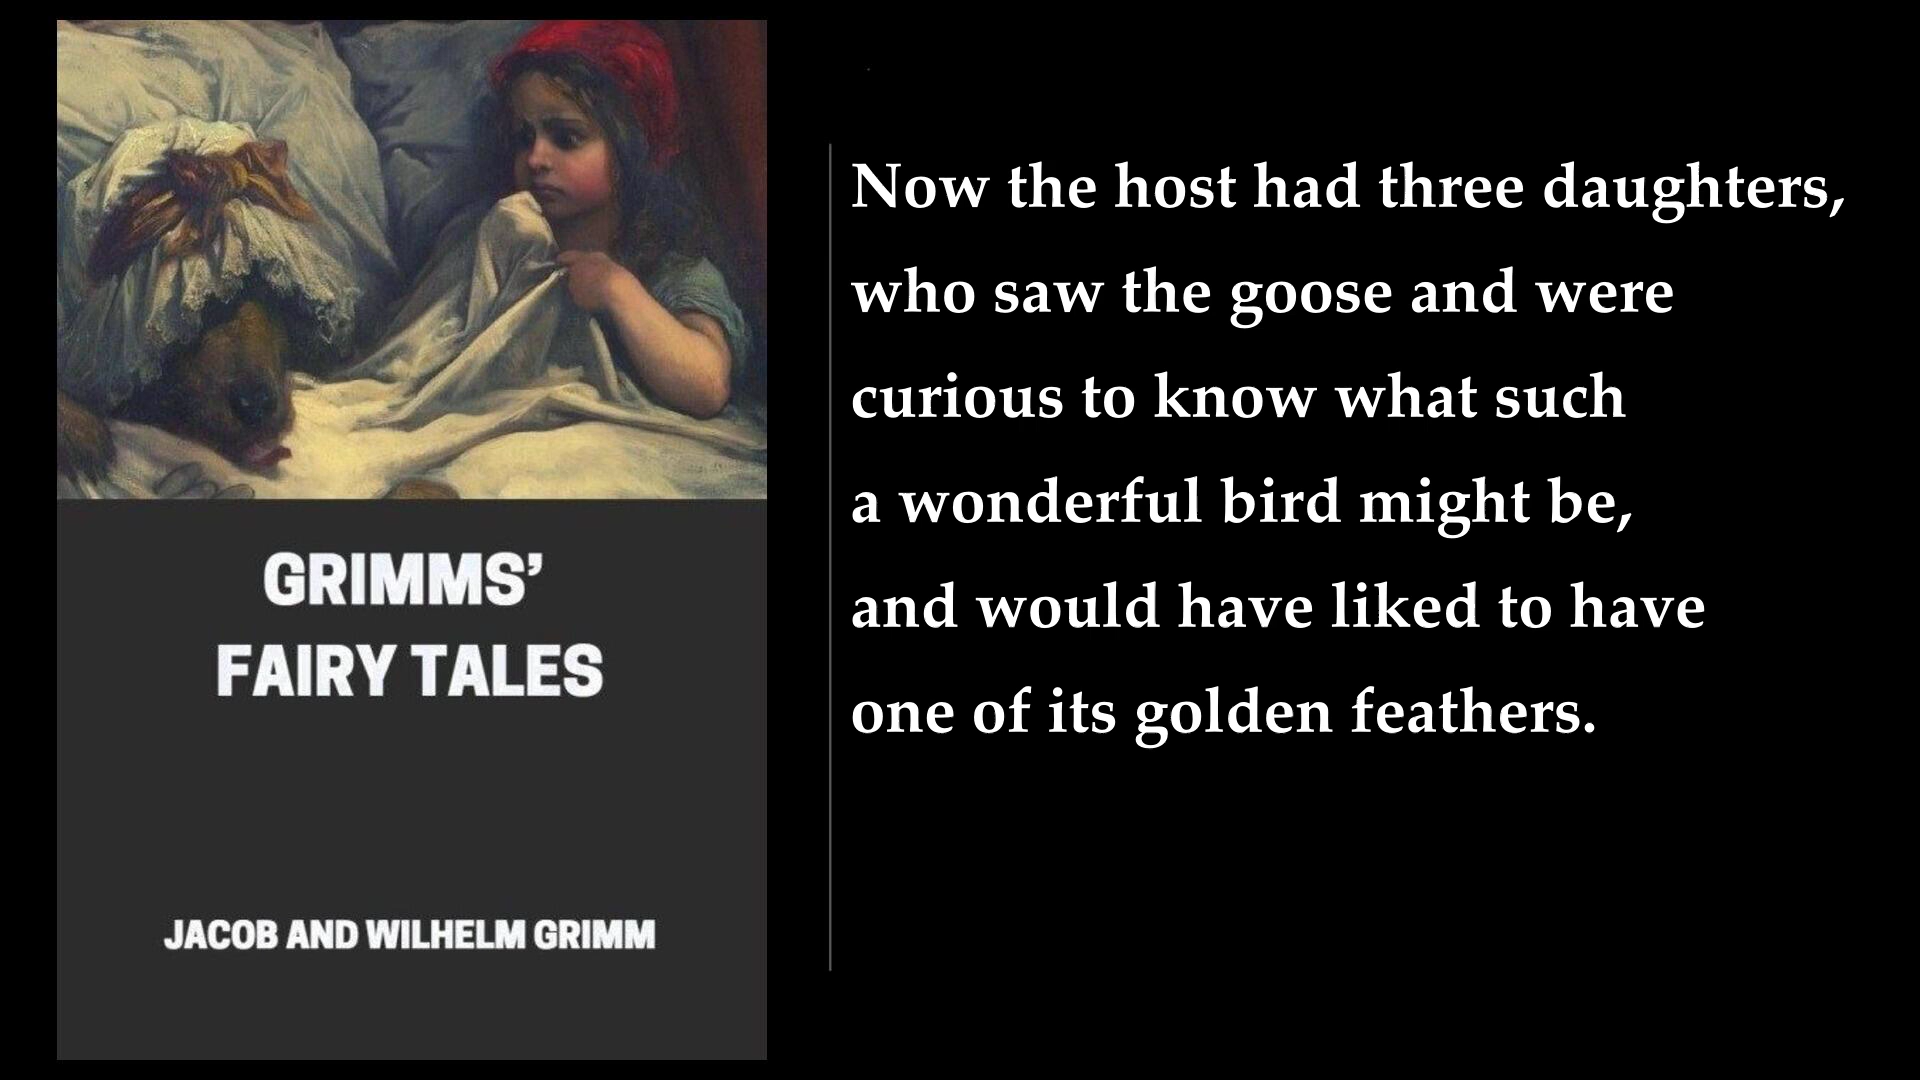 GRIMMS’
FAIRY TALES
JACOB AND WILHELM GRIMM
Now the host had three daughters,
who saw the goose and were
curious to know what such
a wonderful bird might be,
and would have liked to have
one of its golden feathers.